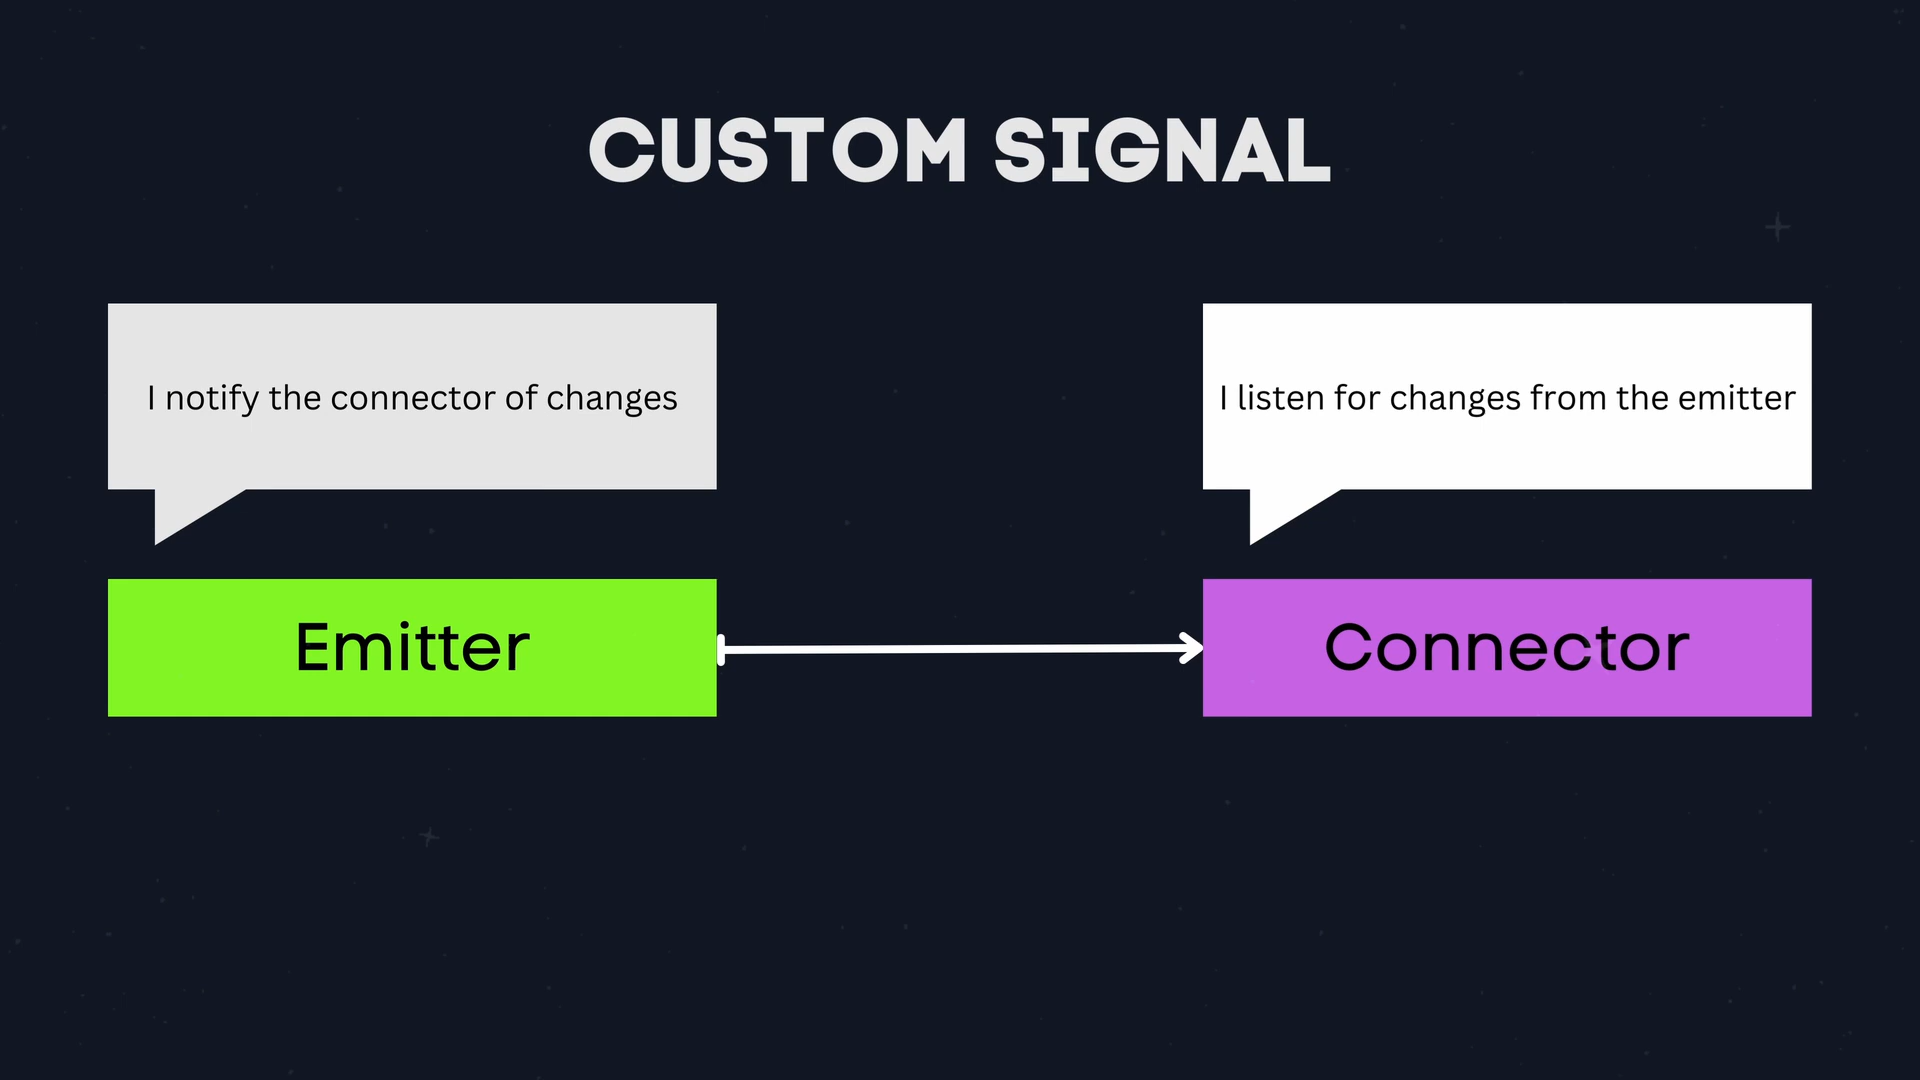 CUSTOM SIGNAL
I notify the connector of changes
I listen for changes from the emitter
Emitter
Connector